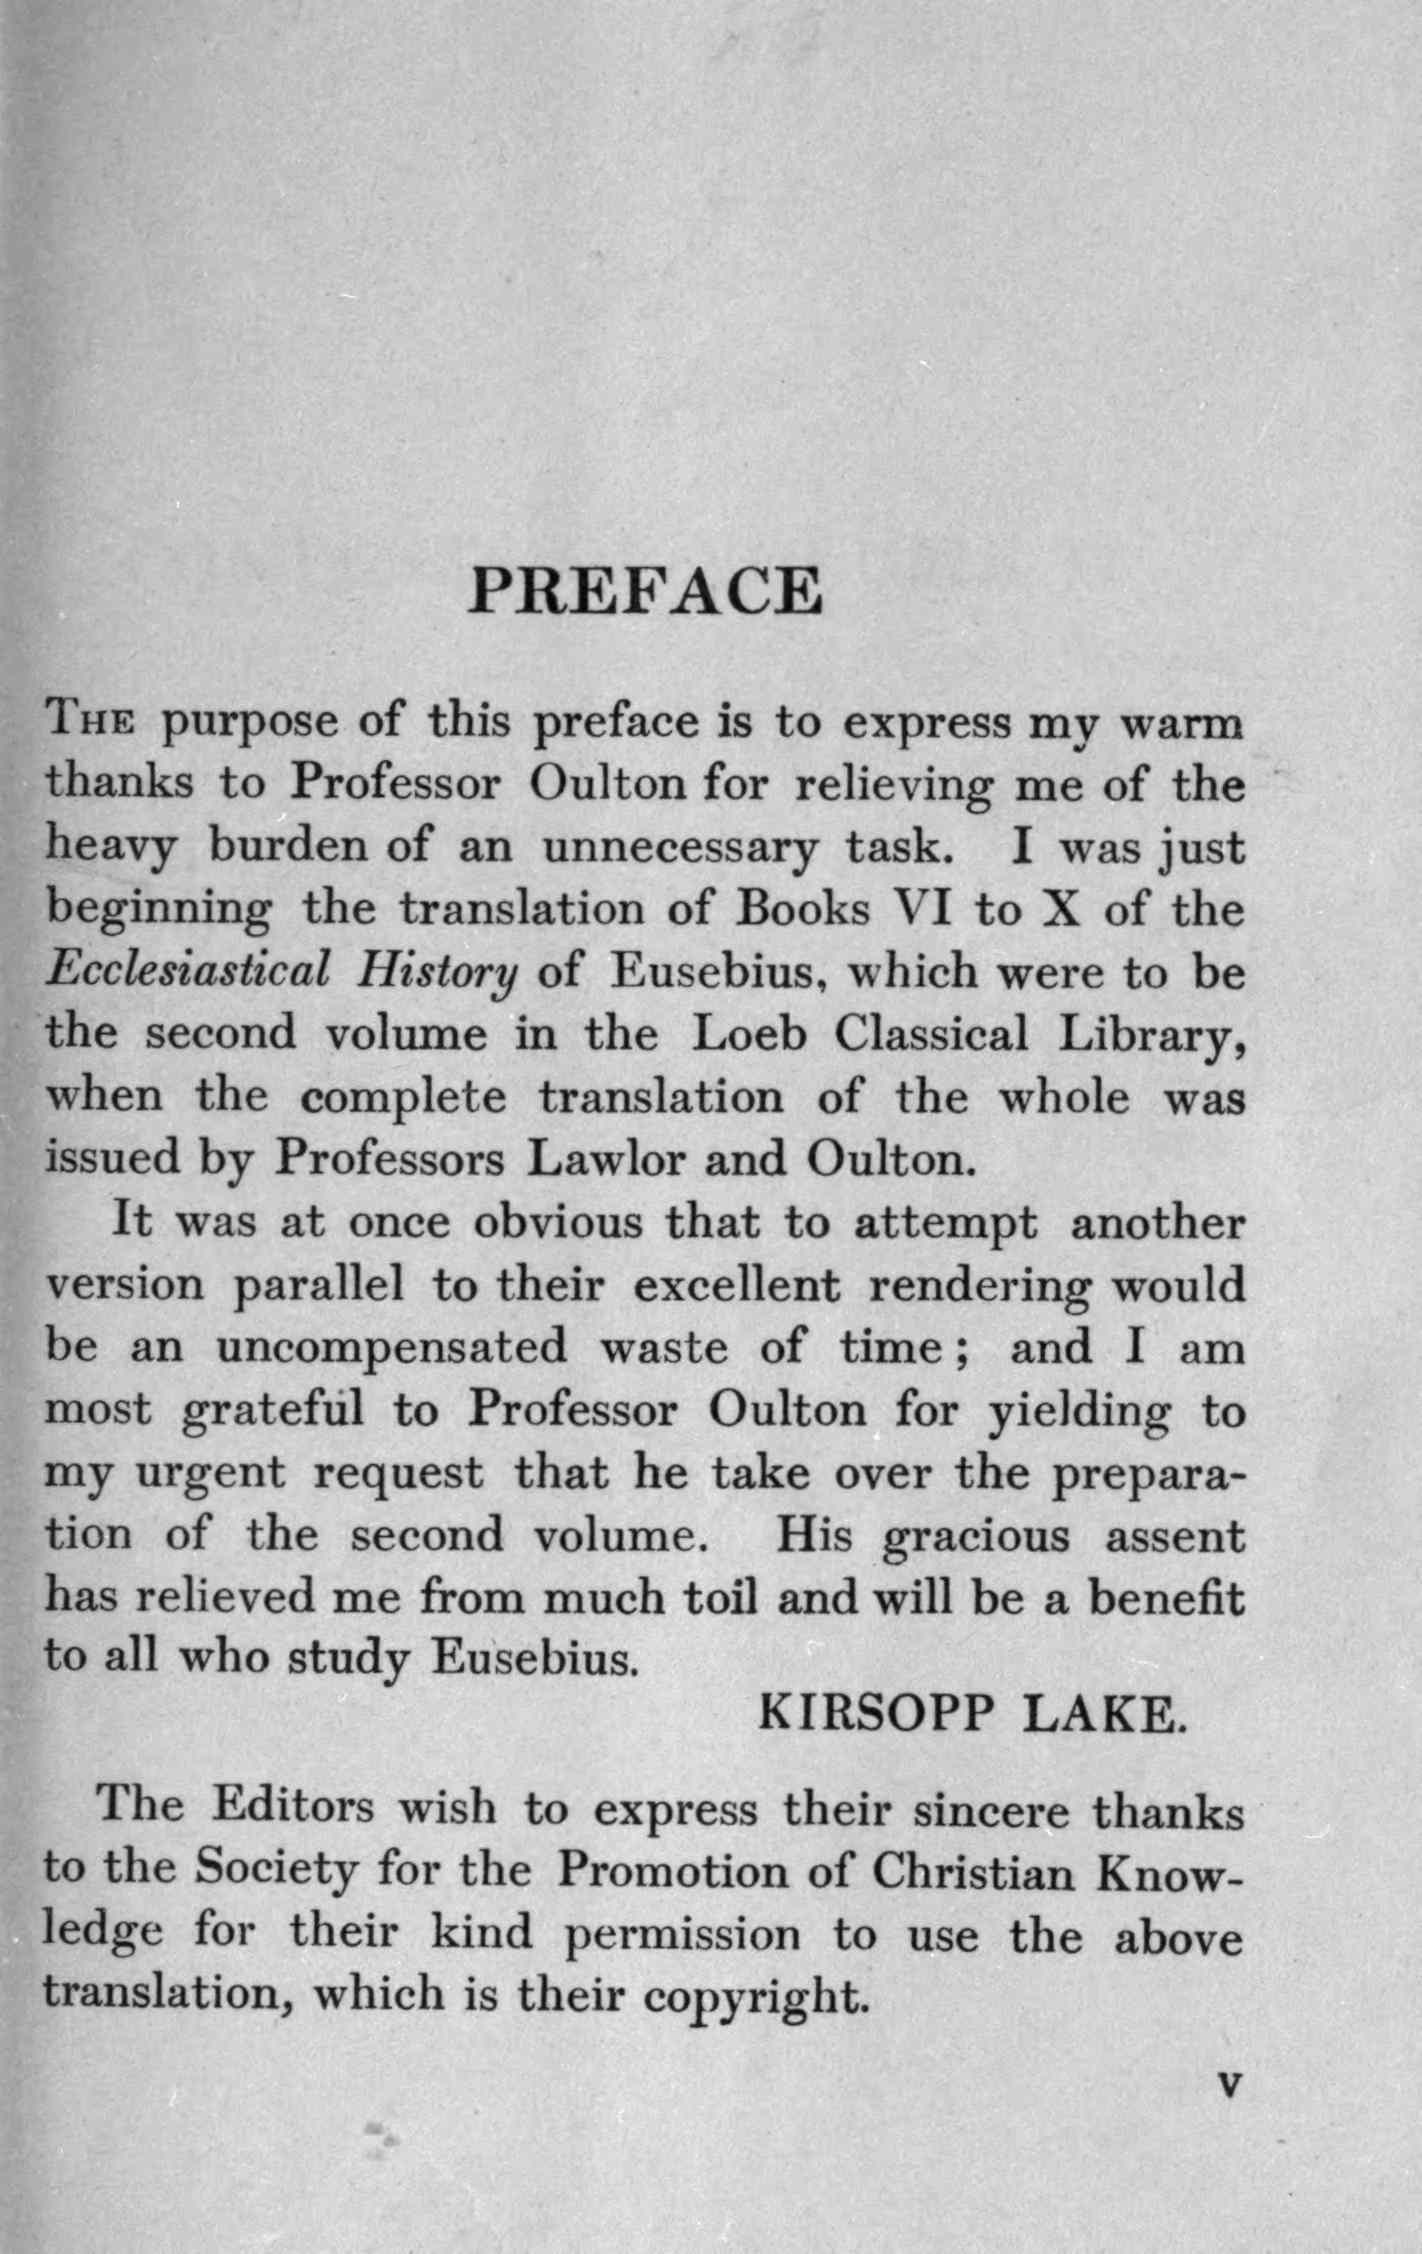 PREFACE
THE purpose of this preface is to express my warm
thanks to Professor Oulton for relieving me of the
heavy burden of an unnecessary task. I was just
beginning the translation of Books VI to X of the
Ecclesiastical History of Eusebius, which were to be
the second volume in the Loeb Classical Library,
when the complete translation of the whole was
issued by Professors Lawlor and Oulton.
It was at once obvious that to attempt another
version parallel to their excellent rendering would
be an uncompensated waste of time; and I am
most grateful to Professor Oulton for yielding to
my urgent request that he take over the prepara-
tion of the second volume. His gracious assent
has relieved me from much toil and will be a benefit
to all who study Eusebius.
KIRSOPP LAKE.
The Editors wish to express their sincere thanks
to the Society for the Promotion of Christian Know-
ledge for their kind permission to use the above
translation, which is their copyright.
v